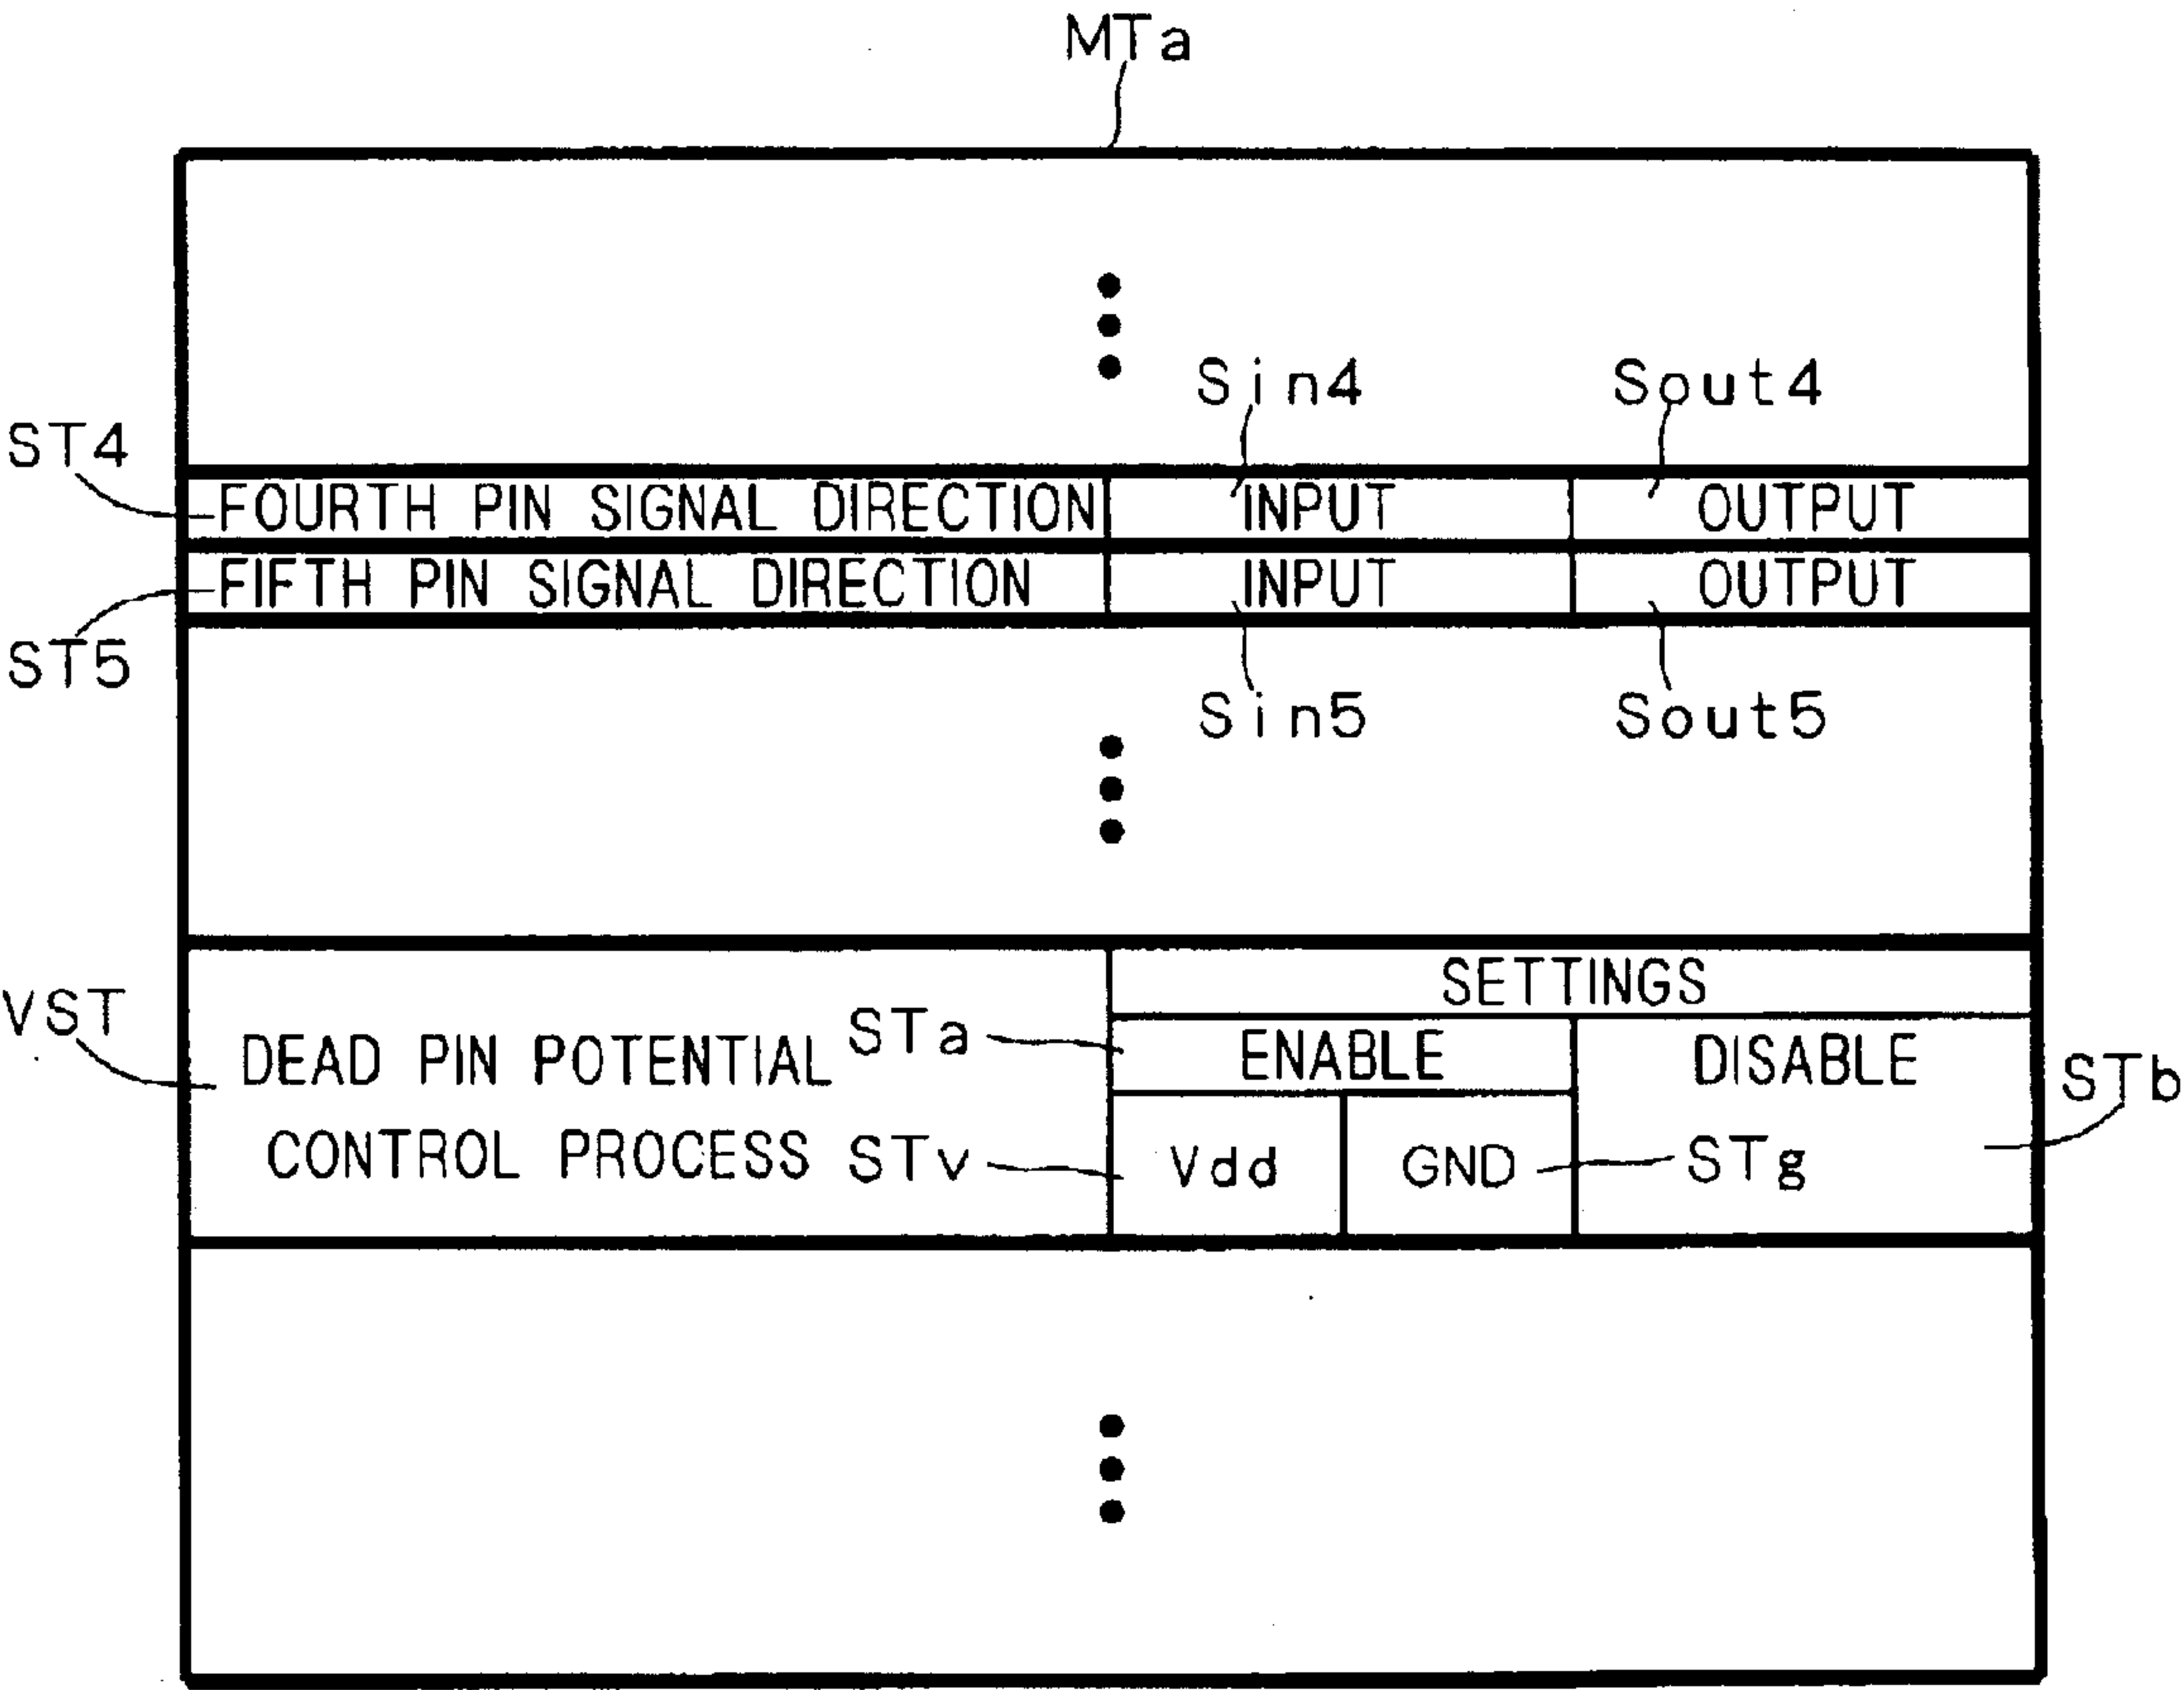 MTa
Sin4 Sout4
ST4
FOURTH PIN SIGNAL DIRECTION INPUT OUTPUT
FIFTH PIN SIGNAL DIRECTION INPUT OUTPUT
ST5
Sin5 Sout5
SETTINGS
VST
DEAD PIN POTENTIAL STa ENABLE DISABLE STb
CONTROL PROCESS STv Vdd GND STg